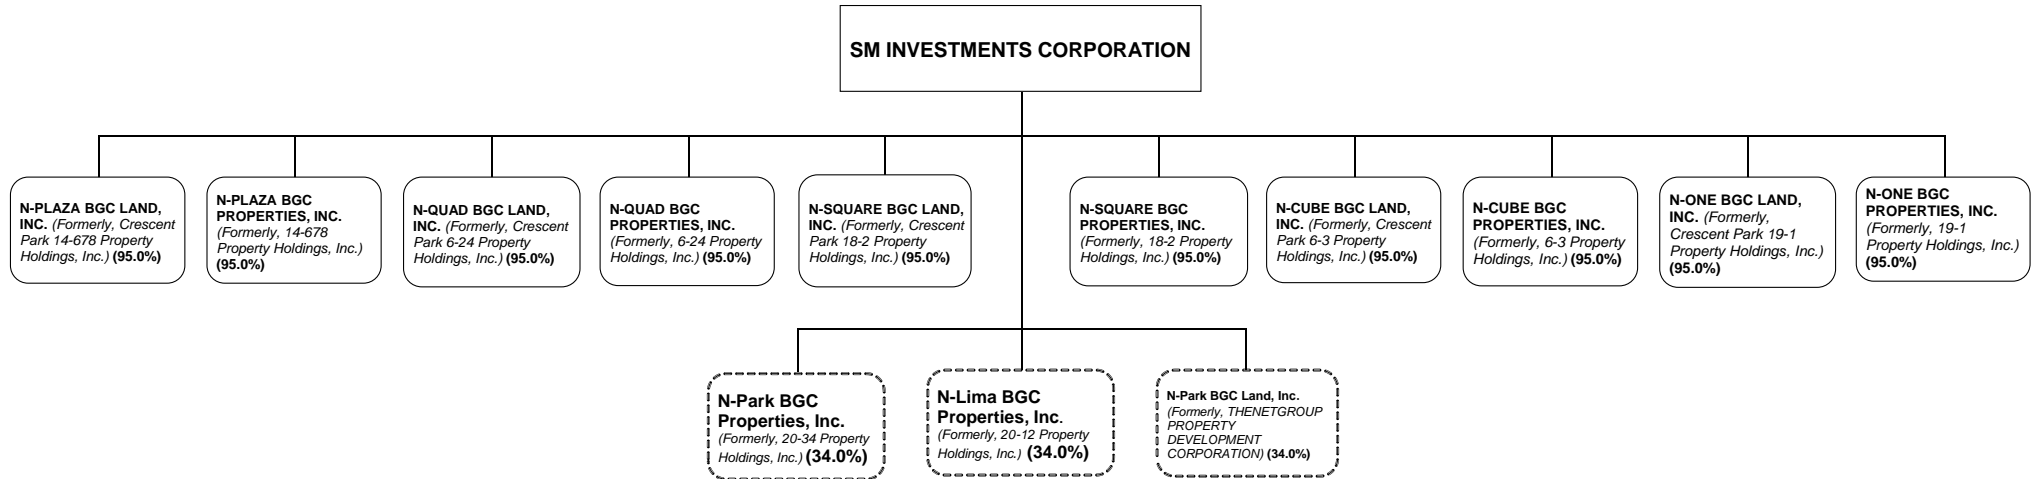 SM INVESTMENTS CORPORATION
N-PLAZA BGC LAND,
INC. (Formerly, Crescent
Park 14-678 Property
Holdings, Inc.) (95.0%)
N-PLAZA BGC
PROPERTIES, INC.
(Formerly, 14-678
Property Holdings, Inc.)
(95.0%)
N-QUAD BGC LAND,
INC. (Formerly, Crescent
Park 6-24 Property
Holdings, Inc.) (95.0%)
N-QUAD BGC
PROPERTIES, INC.
(Formerly, 6-24 Property
Holdings, Inc.) (95.0%)
N-SQUARE BGC LAND,
INC. (Formerly, Crescent
Park 18-2 Property
Holdings, Inc.) (95.0%)
N-SQUARE BGC
PROPERTIES, INC.
(Formerly, 18-2 Property
Holdings, Inc.) (95.0%)
N-CUBE BGC LAND,
INC. (Formerly, Crescent
Park 6-3 Property
Holdings, Inc.) (95.0%)
N-CUBE BGC
PROPERTIES, INC.
(Formerly, 6-3 Property
Holdings, Inc.) (95.0%)
N-ONE BGC LAND,
INC. (Formerly,
Crescent Park 19-1
Property Holdings, Inc.)
(95.0%)
N-ONE BGC
PROPERTIES, INC.
(Formerly, 19-1
Property Holdings, Inc.)
(95.0%)
N-Park BGC
Properties, Inc.
(Formerly, 20-34 Property
Holdings, Inc.) (34.0%)
N-Lima BGC
Properties, Inc.
(Formerly, 20-12 Property
Holdings, Inc.) (34.0%)
N-Park BGC Land, Inc.
(Formerly, THENETGROUP
PROPERTY
DEVELOPMENT
CORPORATION) (34.0%)